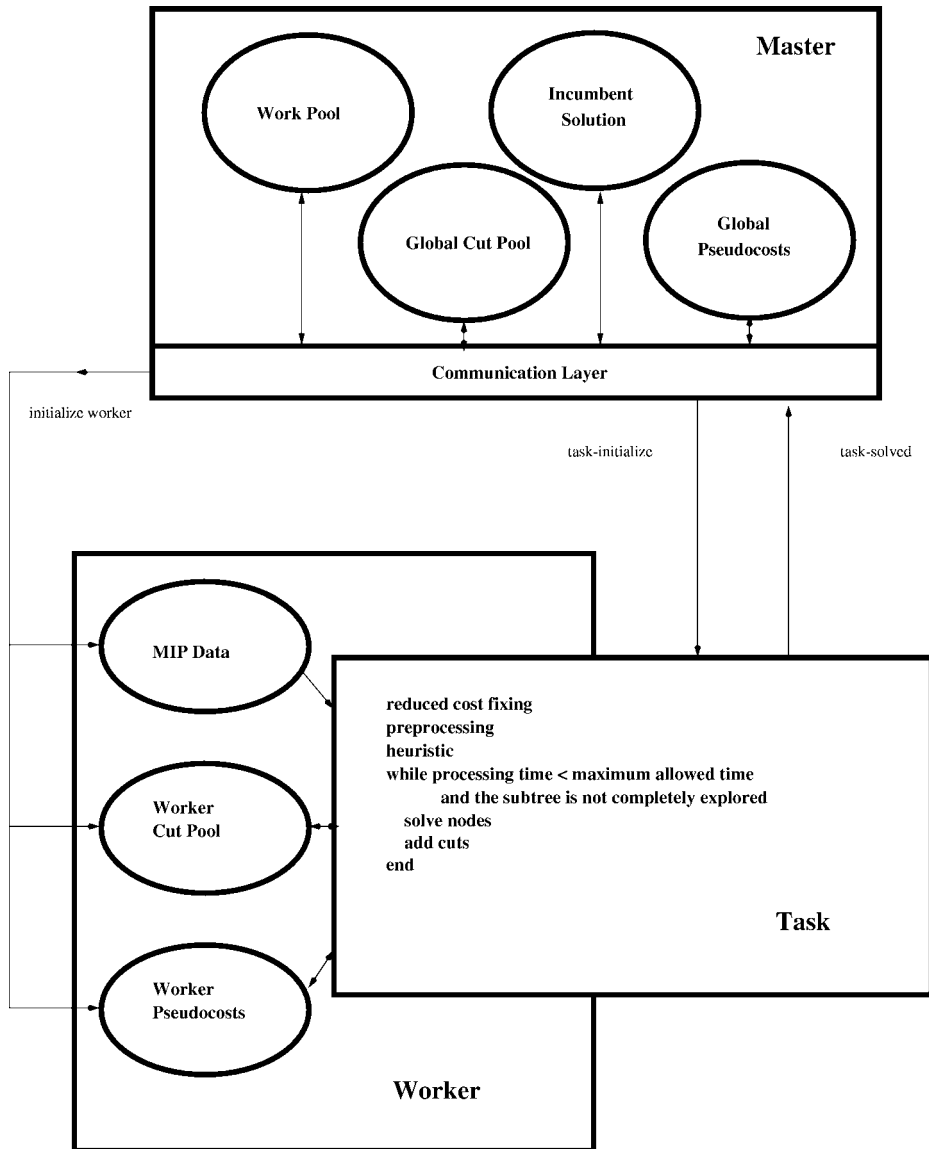 Master
Work Pool
Incumbent
Solution
Global Cut Pool
Global
Pseudocosts
Communication Layer
initialize worker
task-initialize
task-solved
MIP Data
reduced cost fixing
preprocessing
heuristic
while processing time < maximum allowed time
and the subtree is not completely explored
solve nodes
add cuts
end
Worker
Cut Pool
Task
Worker
Pseudocosts
Worker